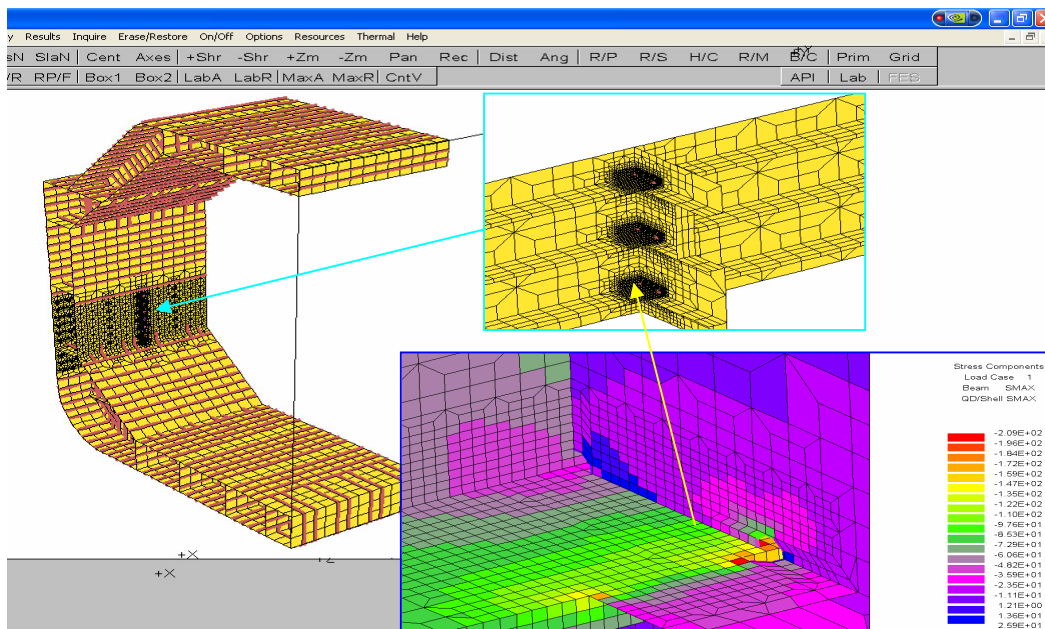 y Results Inquire Erase/Restore On/Off Options Resources Thermal Help
sN SlaN Cent Axes +Shr -Shr +Zm -Zm Pan Rec Dist Ang R/P R/S H/C R/M B/C Prim Grid
/R RP/F Box1 Box2 LabA LabR MaxA MaxR CntV API Lab FES
Stress Components
Load Case 1
Beam SMAX
QD/Shell SMAX
-2.09E+02
-1.96E+02
-1.84E+02
-1.72E+02
-1.59E+02
-1.47E+02
-1.35E+02
-1.22E+02
-1.10E+02
-9.76E+01
-8.53E+01
-7.29E+01
-6.06E+01
-4.82E+01
-3.59E+01
-2.35E+01
-1.11E+01
1.21E+00
1.36E+01
2.59E+01
+X
+X